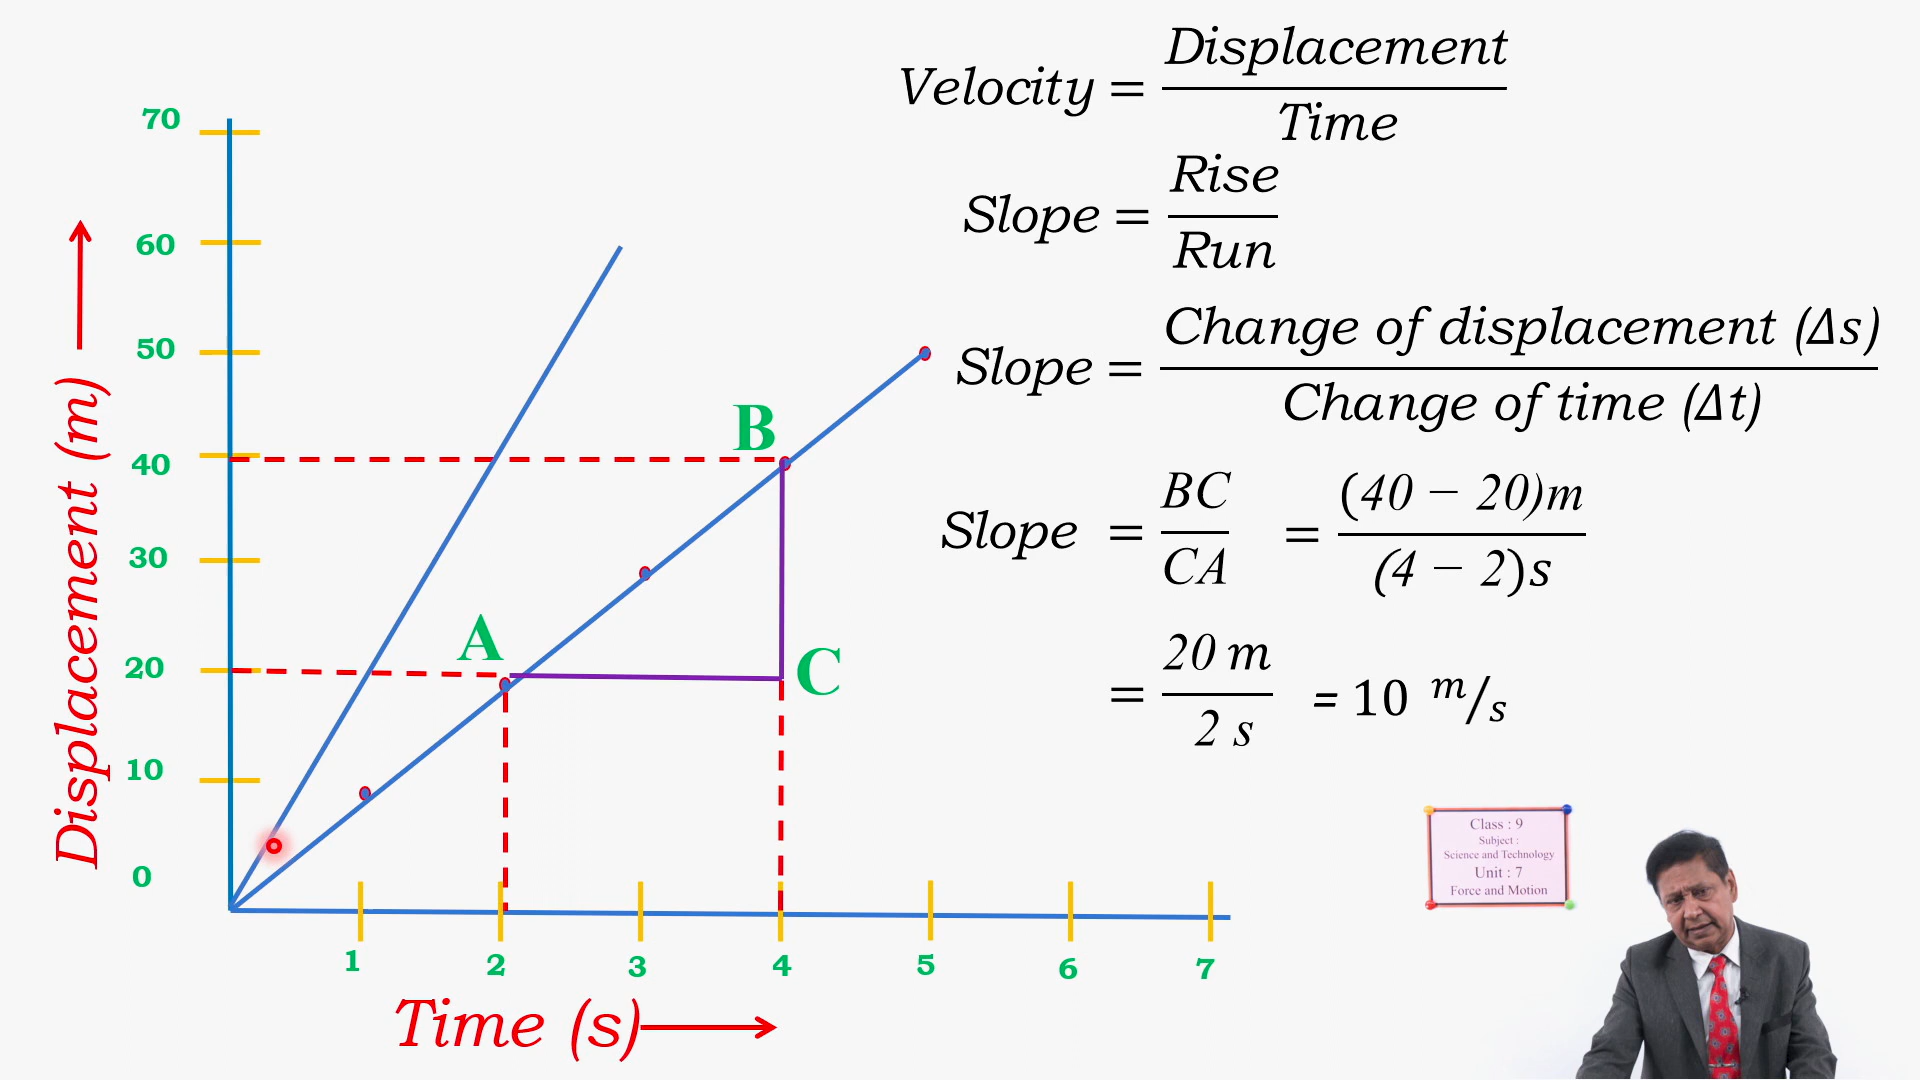 Velocity = Displacement / Time
Slope = Rise / Run
Slope = Change of displacement (Δs) / Change of time (Δt)
Slope = BC / CA = (40 − 20)m / (4 − 2)s
= 20 m / 2 s = 10 m/s
70
60
50
40
30
20
10
0
Displacement (m)
A
B
C
1 2 3 4 5 6 7
Time (s)
Class : 9
Subject :
Science and Technology
Unit : 7
Force and Motion